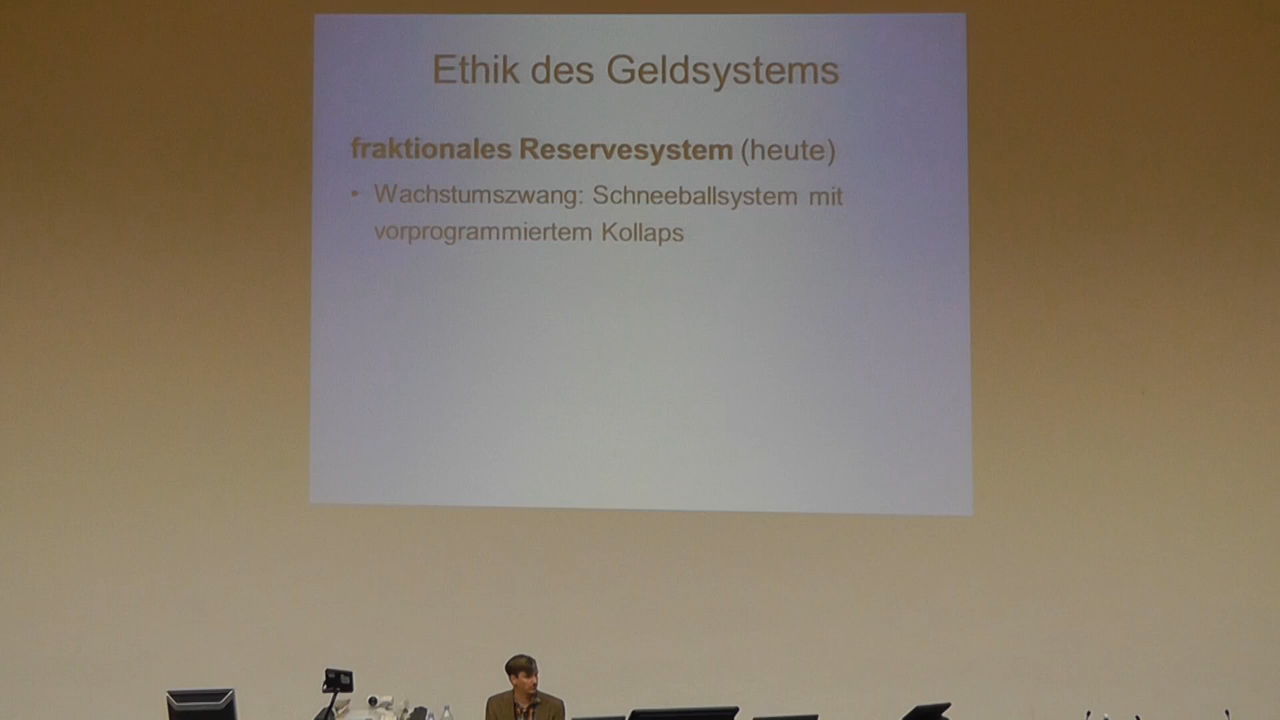 Ethik des Geldsystems
fraktionales Reservesystem (heute)
• Wachstumszwang: Schneeballsystem mit
vorprogrammiertem Kollaps